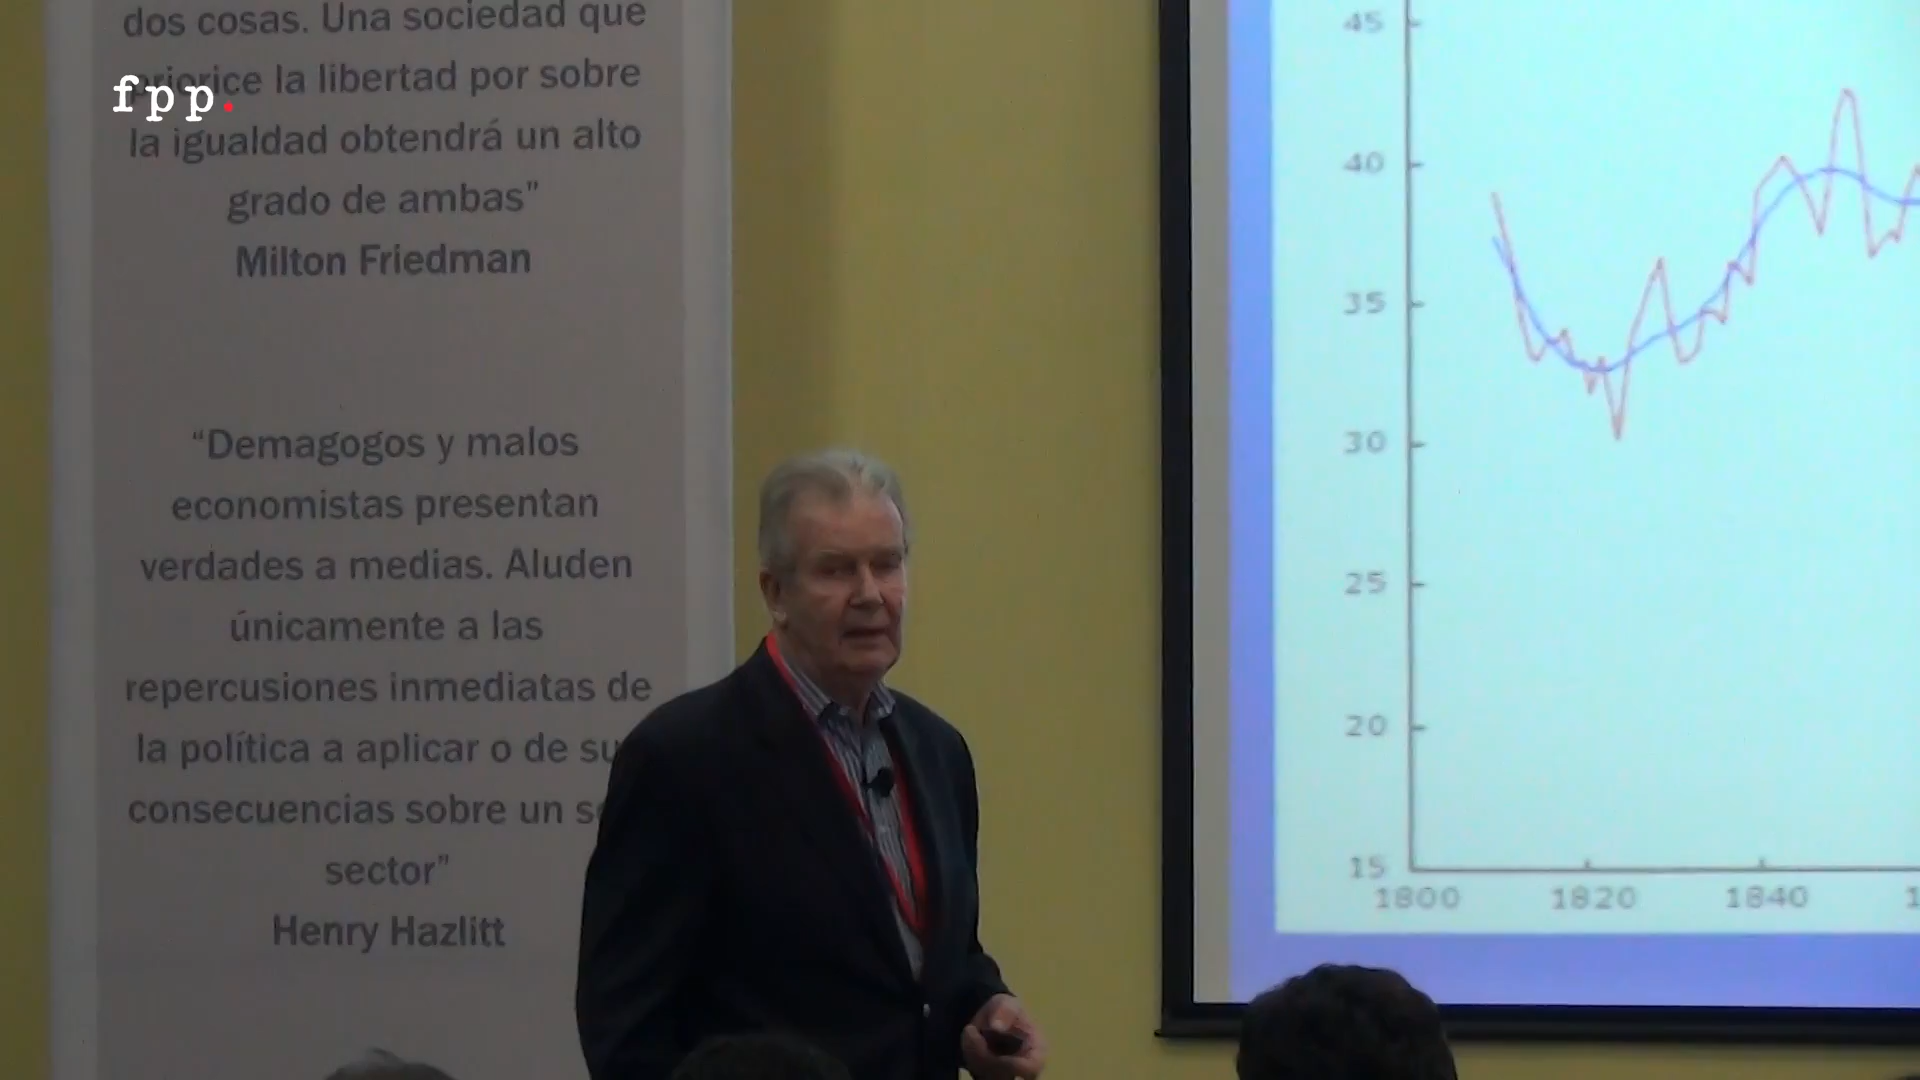 dos cosas. Una sociedad que
priorice la libertad por sobre
la igualdad obtendrá un alto
grado de ambas”
Milton Friedman
fpp.
“Demagogos y malos
economistas presentan
verdades a medias. Aluden
únicamente a las
repercusiones inmediatas de
la política a aplicar o de
consecuencias sobre un
sector”
Henry Hazlitt
45
40
35
30
25
20
15
1800 1820 1840